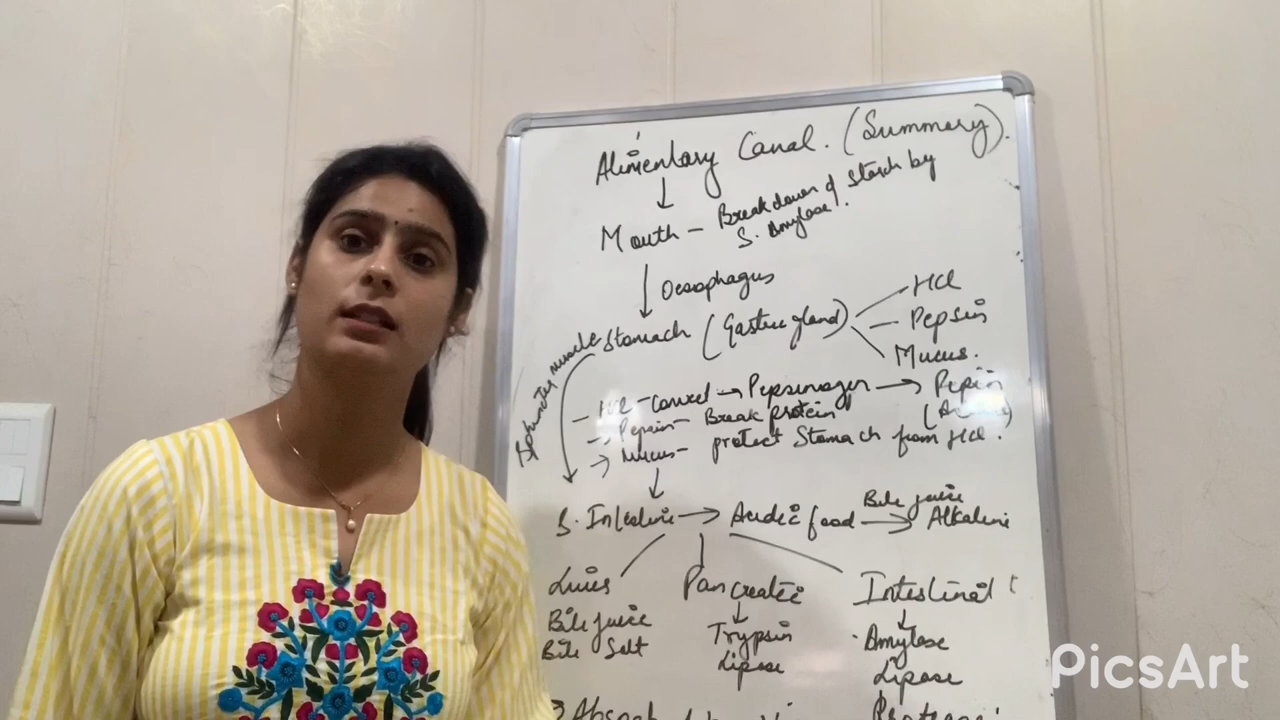 Alimentary Canal. (Summary).
Mouth - Breakdown of Starch by
S. Amylase.
Oesophagus
Stomach (Gastric gland)
HCl
Pepsin
Mucus.
Sphincter muscle
HCl - convert → Pepsinogen → Pepsin
→ Pepsin - Break protein
→ Mucus - protect Stomach from HCl.
S. Intestine → Acidic food → Alkaline
Bile juice
Liver
Pancreatic
Intestinal
Bile juice
Bile Salt
Trypsin
Lipase
Amylase
Lipase
PicsArt